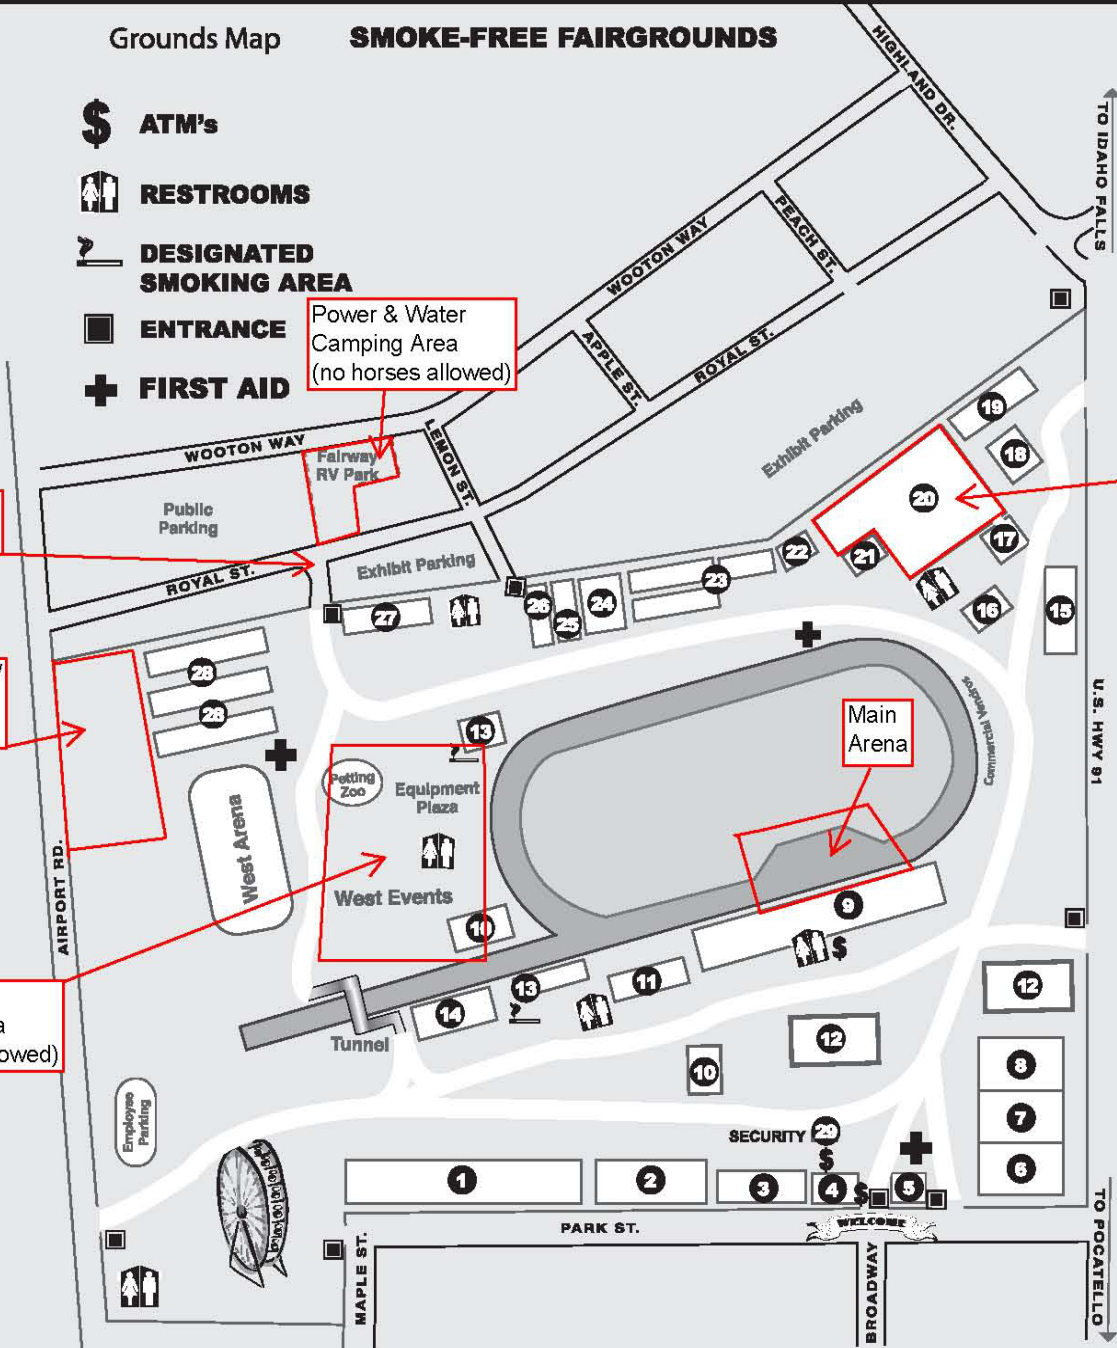 Grounds Map
SMOKE-FREE FAIRGROUNDS
$ ATM's
RESTROOMS
DESIGNATED
SMOKING AREA
ENTRANCE
FIRST AID
Power & Water
Camping Area
(no horses allowed)
HIGHLAND DR.
TO IDAHO FALLS
WOOTON WAY
PEACH ST.
APPLE ST.
ROYAL ST.
WOOTON WAY
LEMON ST.
Fairway
RV Park
Public
Parking
ROYAL ST.
Exhibit Parking
Exhibit Parking
19
18
20
17
21
22
23
16
15
24
25
26
27
28
28
13
U.S. HWY 91
Commercial Vendros
Main
Arena
Petting
Zoo
Equipment
Plaza
West Arena
West Events
AIRPORT RD.
10
9
$
11
13
14
Tunnel
12
12
10
8
7
6
owed)
Employee
Parking
SECURITY 29
$
1
2
3
4
$
5
WELCOME
PARK ST.
MAPLE ST.
BROADWAY
TO POCATELLO